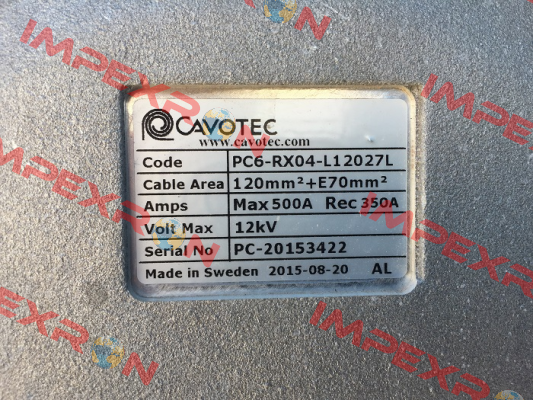 CAVOTEC
www.cavotec.com
Code PC6-RX04-L12027L
Cable Area 120mm²+E70mm²
Amps Max 500A Rec 350A
Volt Max 12kV
Serial No PC-20153422
Made in Sweden 2015-08-20 AL
IMPEXRON
IMPEXRON
IMPEXRON
IMPEXRON